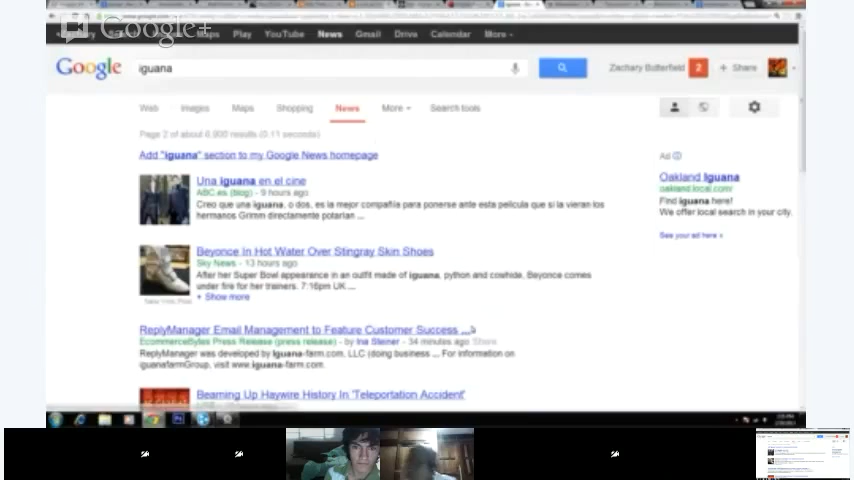 Google+
Maps Play YouTube News Gmail Drive Calendar More
Google iguana Zachary Butterfield 2 + Share
Web Images Maps Shopping News More Search tools
Page 2 of about 6,900 results (0.11 seconds)
Add "iguana" section to my Google News homepage
Ad
Una iguana en el cine
ABC.es (blog) - 9 hours ago
Creo que una iguana, o dos, es la mejor compañía para ponerse ante esta película que si la vieran los
hermanos Grimm directamente potarían ...
Oakland Iguana
oakland.local.com/
Find iguana here!
We offer local search in your city.
See your ad here »
Beyonce In Hot Water Over Stingray Skin Shoes
Sky News - 13 hours ago
After her Super Bowl appearance in an outfit made of iguana, python and cowhide, Beyonce comes
under fire for her trainers. 7:16pm UK ...
+ Show more
New York Post
ReplyManager Email Management to Feature Customer Success ...
EcommerceBytes Press Release (press release) - by Ina Steiner - 34 minutes ago Share
ReplyManager was developed by Iguana-farm.com, LLC (doing business ... For information on
iguanafarmGroup, visit www.iguana-farm.com.
Beaming Up Haywire History In 'Teleportation Accident'